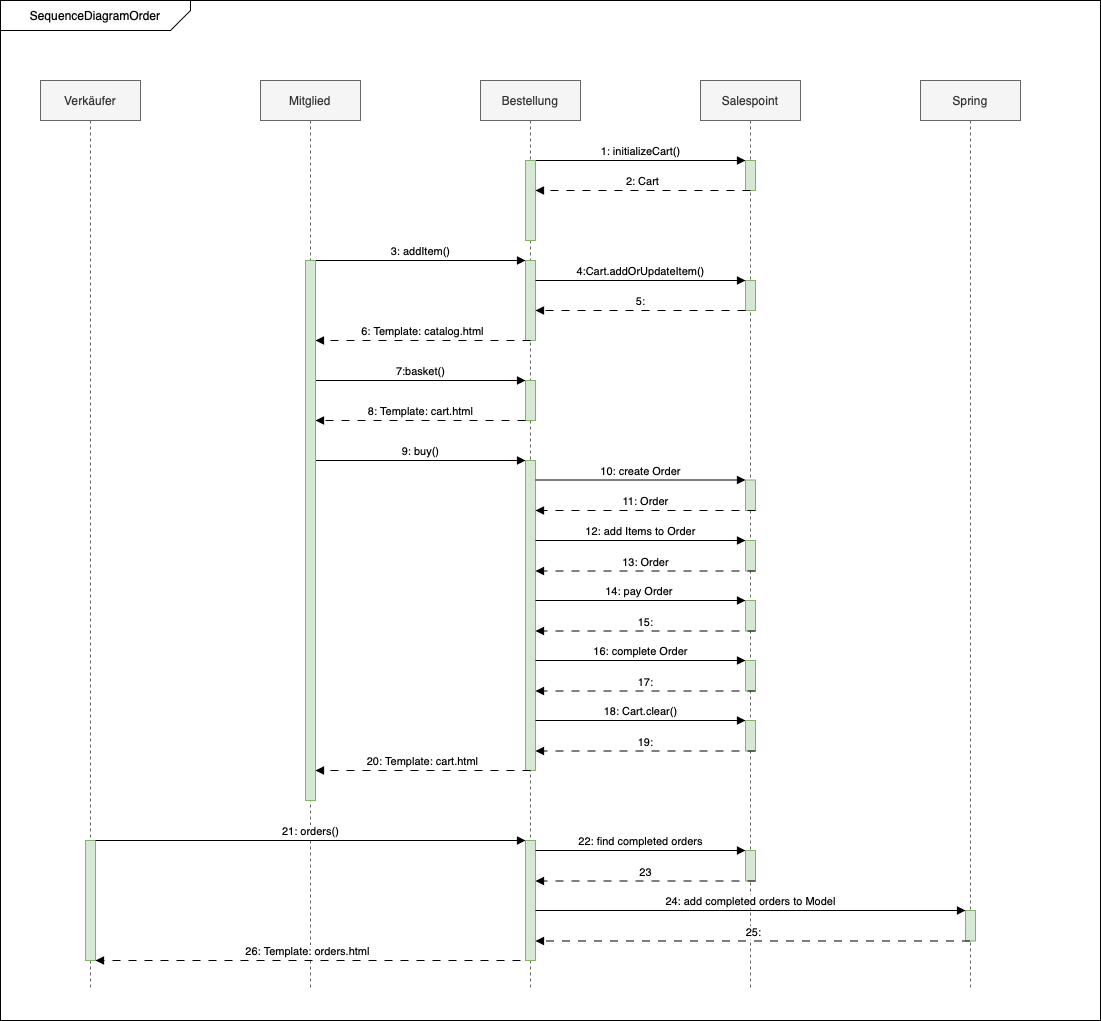 SequenceDiagramOrder
Verkäufer
Mitglied
Bestellung
Salespoint
Spring
1: initializeCart()
2: Cart
3: addItem()
4:Cart.addOrUpdateItem()
5:
6: Template: catalog.html
7:basket()
8: Template: cart.html
9: buy()
10: create Order
11: Order
12: add Items to Order
13: Order
14: pay Order
15:
16: complete Order
17:
18: Cart.clear()
19:
20: Template: cart.html
21: orders()
22: find completed orders
23
24: add completed orders to Model
25:
26: Template: orders.html